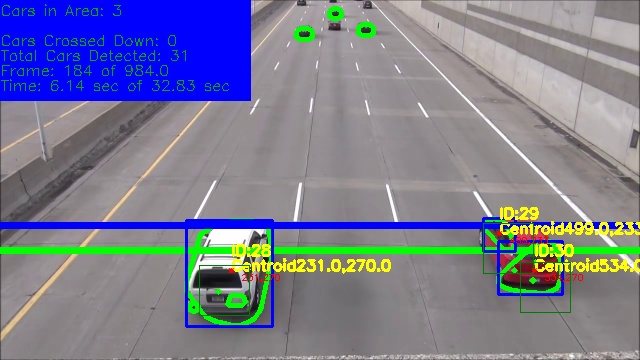 Cars in Area: 3
Cars Crossed Down: 0
Total Cars Detected: 31
Frame: 184 of 984.0
Time: 6.14 sec of 32.83 sec
ID:29
Centroid499.0,233
ID:28
Centroid231.0,270.0
ID:30
Centroid534.0